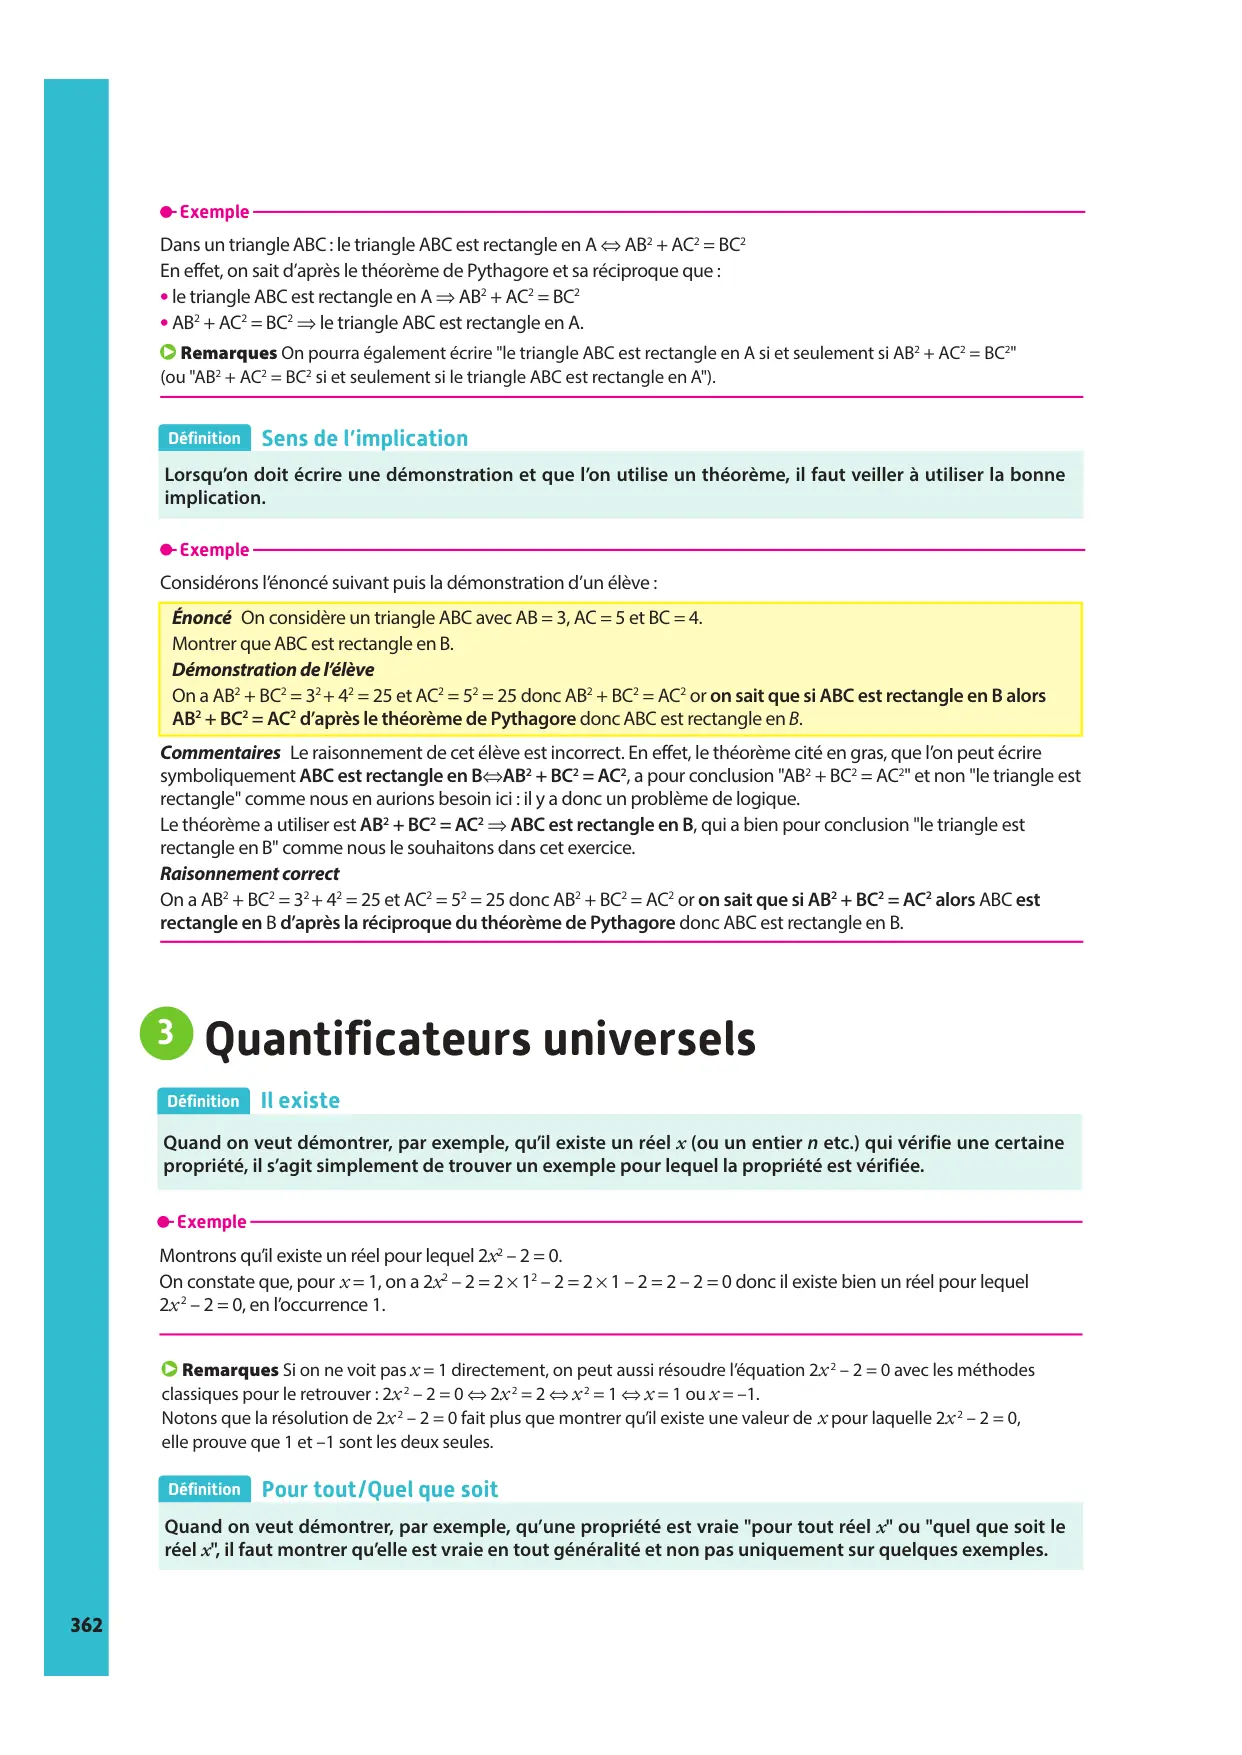 Exemple
Dans un triangle ABC : le triangle ABC est rectangle en A ⇔ AB² + AC² = BC²
En effet, on sait d’après le théorème de Pythagore et sa réciproque que :
• le triangle ABC est rectangle en A ⇒ AB² + AC² = BC²
• AB² + AC² = BC² ⇒ le triangle ABC est rectangle en A.
Remarques On pourra également écrire "le triangle ABC est rectangle en A si et seulement si AB² + AC² = BC²"
(ou "AB² + AC² = BC² si et seulement si le triangle ABC est rectangle en A").
Définition Sens de l’implication
Lorsqu’on doit écrire une démonstration et que l’on utilise un théorème, il faut veiller à utiliser la bonne
implication.
Exemple
Considérons l’énoncé suivant puis la démonstration d’un élève :
Énoncé On considère un triangle ABC avec AB = 3, AC = 5 et BC = 4.
Montrer que ABC est rectangle en B.
Démonstration de l’élève
On a AB² + BC² = 3² + 4² = 25 et AC² = 5² = 25 donc AB² + BC² = AC² or on sait que si ABC est rectangle en B alors
AB² + BC² = AC² d’après le théorème de Pythagore donc ABC est rectangle en B.
Commentaires Le raisonnement de cet élève est incorrect. En effet, le théorème cité en gras, que l’on peut écrire
symboliquement ABC est rectangle en B⇔AB² + BC² = AC², a pour conclusion "AB² + BC² = AC²" et non "le triangle est
rectangle" comme nous en aurions besoin ici : il y a donc un problème de logique.
Le théorème a utiliser est AB² + BC² = AC² ⇒ ABC est rectangle en B, qui a bien pour conclusion "le triangle est
rectangle en B" comme nous le souhaitons dans cet exercice.
Raisonnement correct
On a AB² + BC² = 3² + 4² = 25 et AC² = 5² = 25 donc AB² + BC² = AC² or on sait que si AB² + BC² = AC² alors ABC est
rectangle en B d’après la réciproque du théorème de Pythagore donc ABC est rectangle en B.
3 Quantificateurs universels
Définition Il existe
Quand on veut démontrer, par exemple, qu’il existe un réel x (ou un entier n etc.) qui vérifie une certaine
propriété, il s’agit simplement de trouver un exemple pour lequel la propriété est vérifiée.
Exemple
Montrons qu’il existe un réel pour lequel 2x² – 2 = 0.
On constate que, pour x = 1, on a 2x² – 2 = 2 × 1² – 2 = 2 × 1 – 2 = 2 – 2 = 0 donc il existe bien un réel pour lequel
2x² – 2 = 0, en l’occurrence 1.
Remarques Si on ne voit pas x = 1 directement, on peut aussi résoudre l’équation 2x² – 2 = 0 avec les méthodes
classiques pour le retrouver : 2x² – 2 = 0 ⇔ 2x² = 2 ⇔ x² = 1 ⇔ x = 1 ou x = –1.
Notons que la résolution de 2x² – 2 = 0 fait plus que montrer qu’il existe une valeur de x pour laquelle 2x² – 2 = 0,
elle prouve que 1 et –1 sont les deux seules.
Définition Pour tout/Quel que soit
Quand on veut démontrer, par exemple, qu’une propriété est vraie "pour tout réel x" ou "quel que soit le
réel x", il faut montrer qu’elle est vraie en tout généralité et non pas uniquement sur quelques exemples.
362